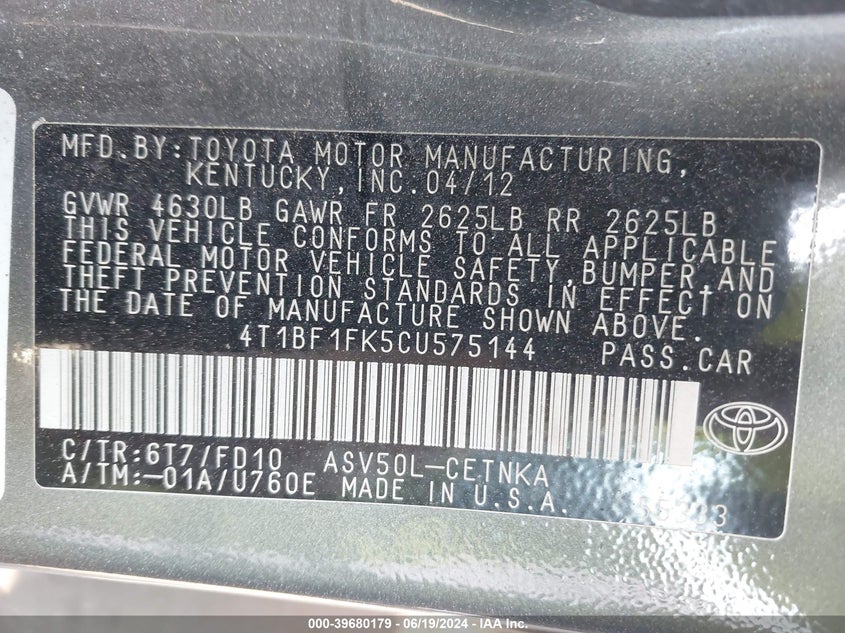 MFD.BY:TOYOTA MOTOR MANUFACTURING,
KENTUCKY, INC.04/12
GVWR 4630LB GAWR FR 2625LB RR 2625LB
THIS VEHICLE CONFORMS TO ALL APPLICABLE
FEDERAL MOTOR VEHICLE SAFETY,BUMPER,AND
THEFT PREVENTION STANDARDS IN EFFECT ON
THE DATE OF MANUFACTURE SHOWN ABOVE.
4T1BF1FK5CU575144 PASS.CAR
C/TR:6T7/FD10 ASV50L-CETNKA
A/TM:-01A/U760E MADE IN U.S.A.
000-39680179 - 06/19/2024 - IAA Inc.